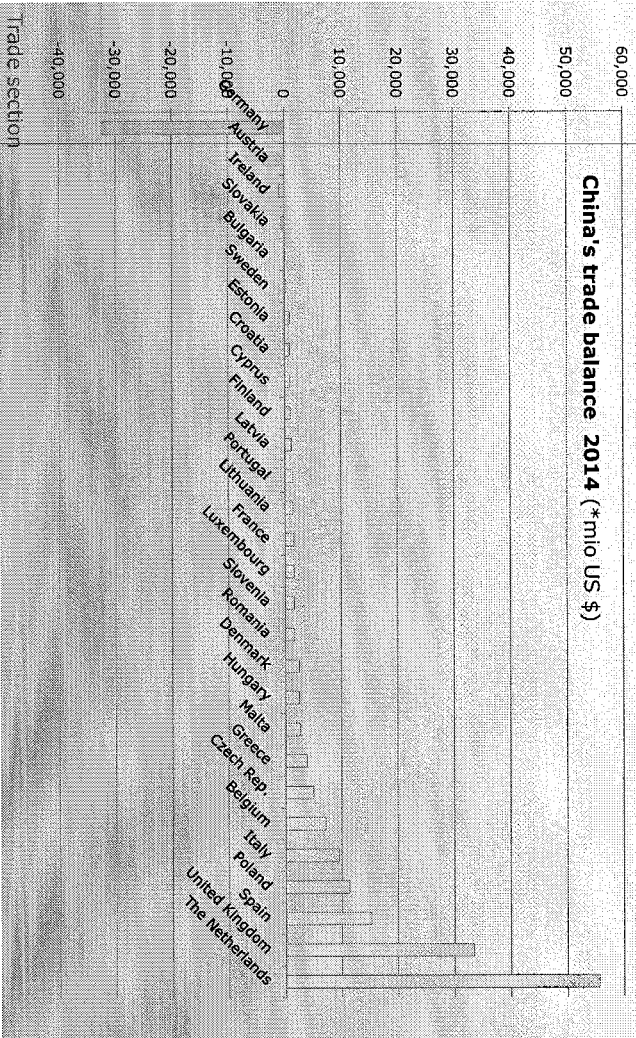 China's trade balance 2014 (*mio US $)
60,000
50,000
40,000
30,000
20,000
10,000
0
-10,000
-20,000
-30,000
-40,000
Germany
Austria
Ireland
Slovakia
Bulgaria
Sweden
Estonia
Croatia
Cyprus
Finland
Latvia
Portugal
Lithuania
France
Luxembourg
Slovenia
Romania
Denmark
Hungary
Malta
Greece
Czech Rep.
Belgium
Italy
Poland
Spain
United Kingdom
The Netherlands
Trade section